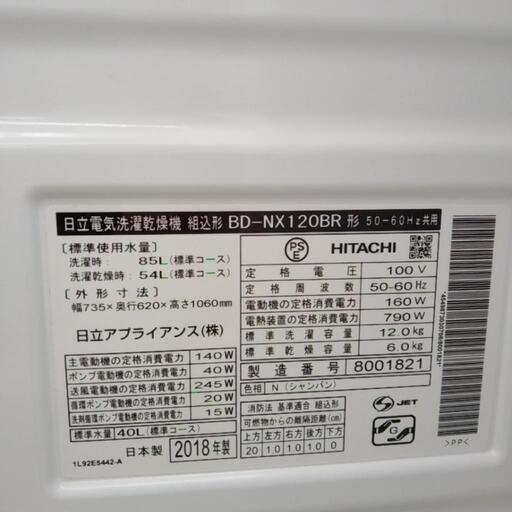 日立電気洗濯乾燥機 組込形 BD-NX120BR 形 50-60Hz共用
[標準使用水量]
洗濯時: 85L(標準コース)
洗濯乾燥時: 54L(標準コース)
[外形寸法]
幅735×奥行620×高さ1060mm
日立アプライアンス(株)
主電動機の定格消費電力 140W
ポンプ電動機の定格消費電力 40W
送風電動機の定格消費電力 245W
循環ポンプ電動機の定格消費電力 20W
洗剤循環ポンプ電動機の定格消費電力 15W
標準水量 40L(標準コース)
日本製 2018年製
1L92E5442-A
PSE HITACHI
定格電圧 100V
定格周波数 50-60Hz
電動機の定格消費電力 160W
電熱装置の定格消費電力 790W
標準洗濯容量 12.0kg
標準乾燥容量 6.0kg
製造番号 8001821
色相 N(シャンパン)
消防法 基準適合 組込形
可燃物からの離隔距離(cm)
上方 左方 右方 前方 後方 下方
20 1.0 1.0 1.0 0
S JET
G
>PP<